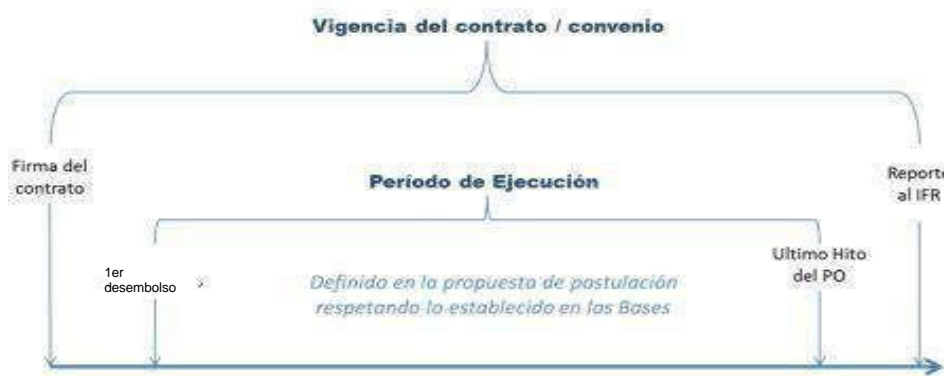 Vigencia del contrato / convenio
Firma del
contrato
Período de Ejecución
Reporte
al IFR
1er
desembolso
Definido en la propuesta de postulación
respetando lo establecido en las Bases
Ultimo Hito
del PO